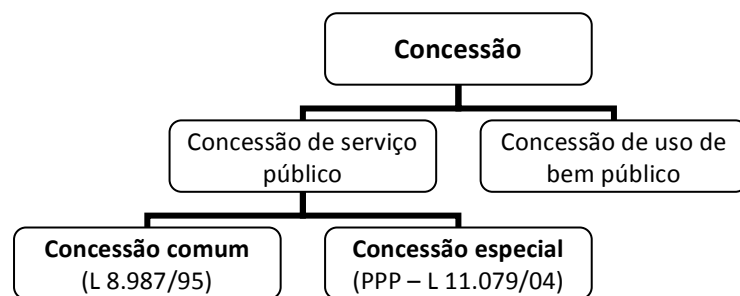 Concessão
Concessão de serviço
público
Concessão de uso de
bem público
Concessão comum
(L 8.987/95)
Concessão especial
(PPP – L 11.079/04)